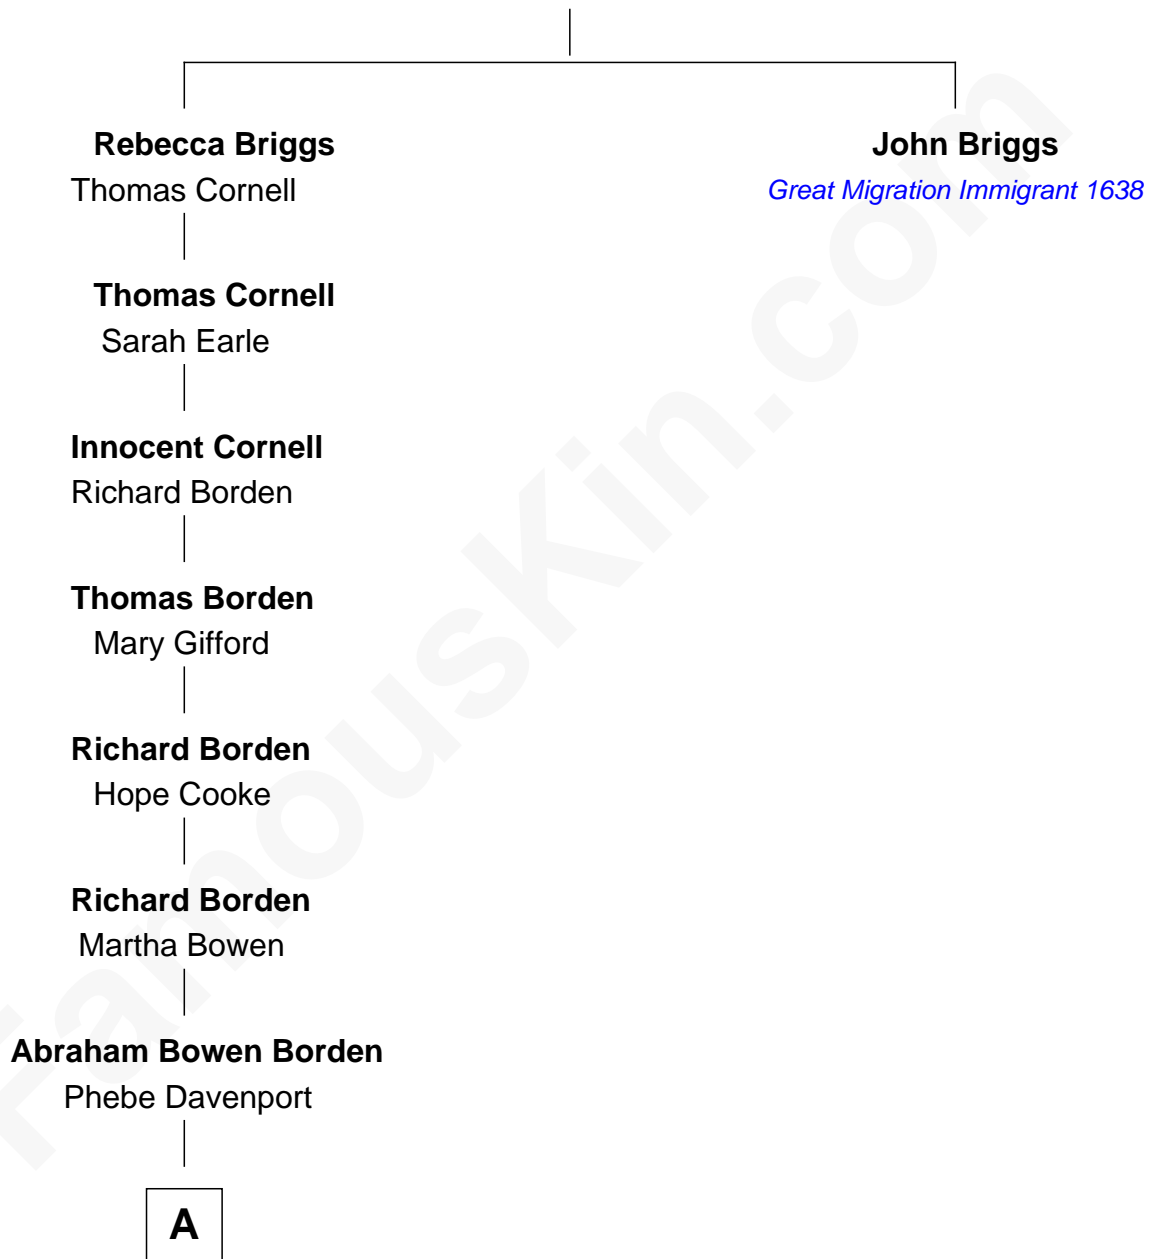 Rebecca Briggs
Thomas Cornell
John Briggs
Great Migration Immigrant 1638
Thomas Cornell
Sarah Earle
Innocent Cornell
Richard Borden
Thomas Borden
Mary Gifford
Richard Borden
Hope Cooke
Richard Borden
Martha Bowen
Abraham Bowen Borden
Phebe Davenport
A
FamousKin.com